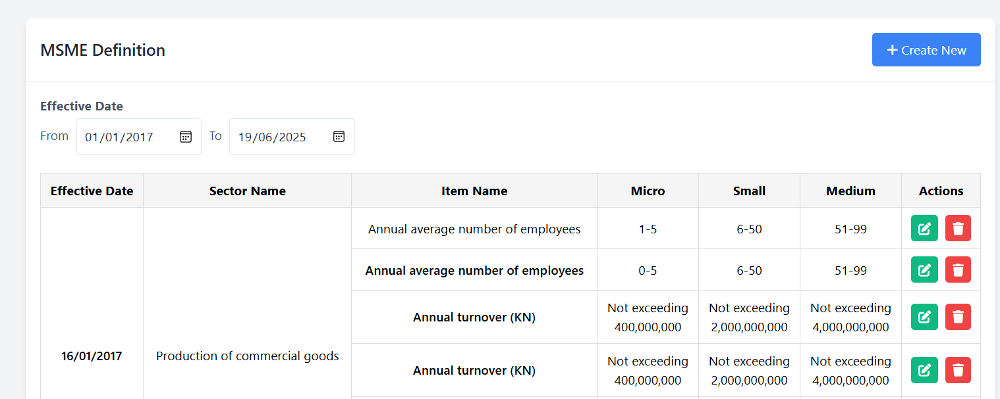 MSME Definition
+ Create New
Effective Date
From 01/01/2017 To 19/06/2025
Effective Date Sector Name Item Name Micro Small Medium Actions
Annual average number of employees 1-5 6-50 51-99
Annual average number of employees 0-5 6-50 51-99
Annual turnover (KN) Not exceeding 400,000,000 Not exceeding 2,000,000,000 Not exceeding 4,000,000,000
16/01/2017 Production of commercial goods
Annual turnover (KN) Not exceeding 400,000,000 Not exceeding 2,000,000,000 Not exceeding 4,000,000,000